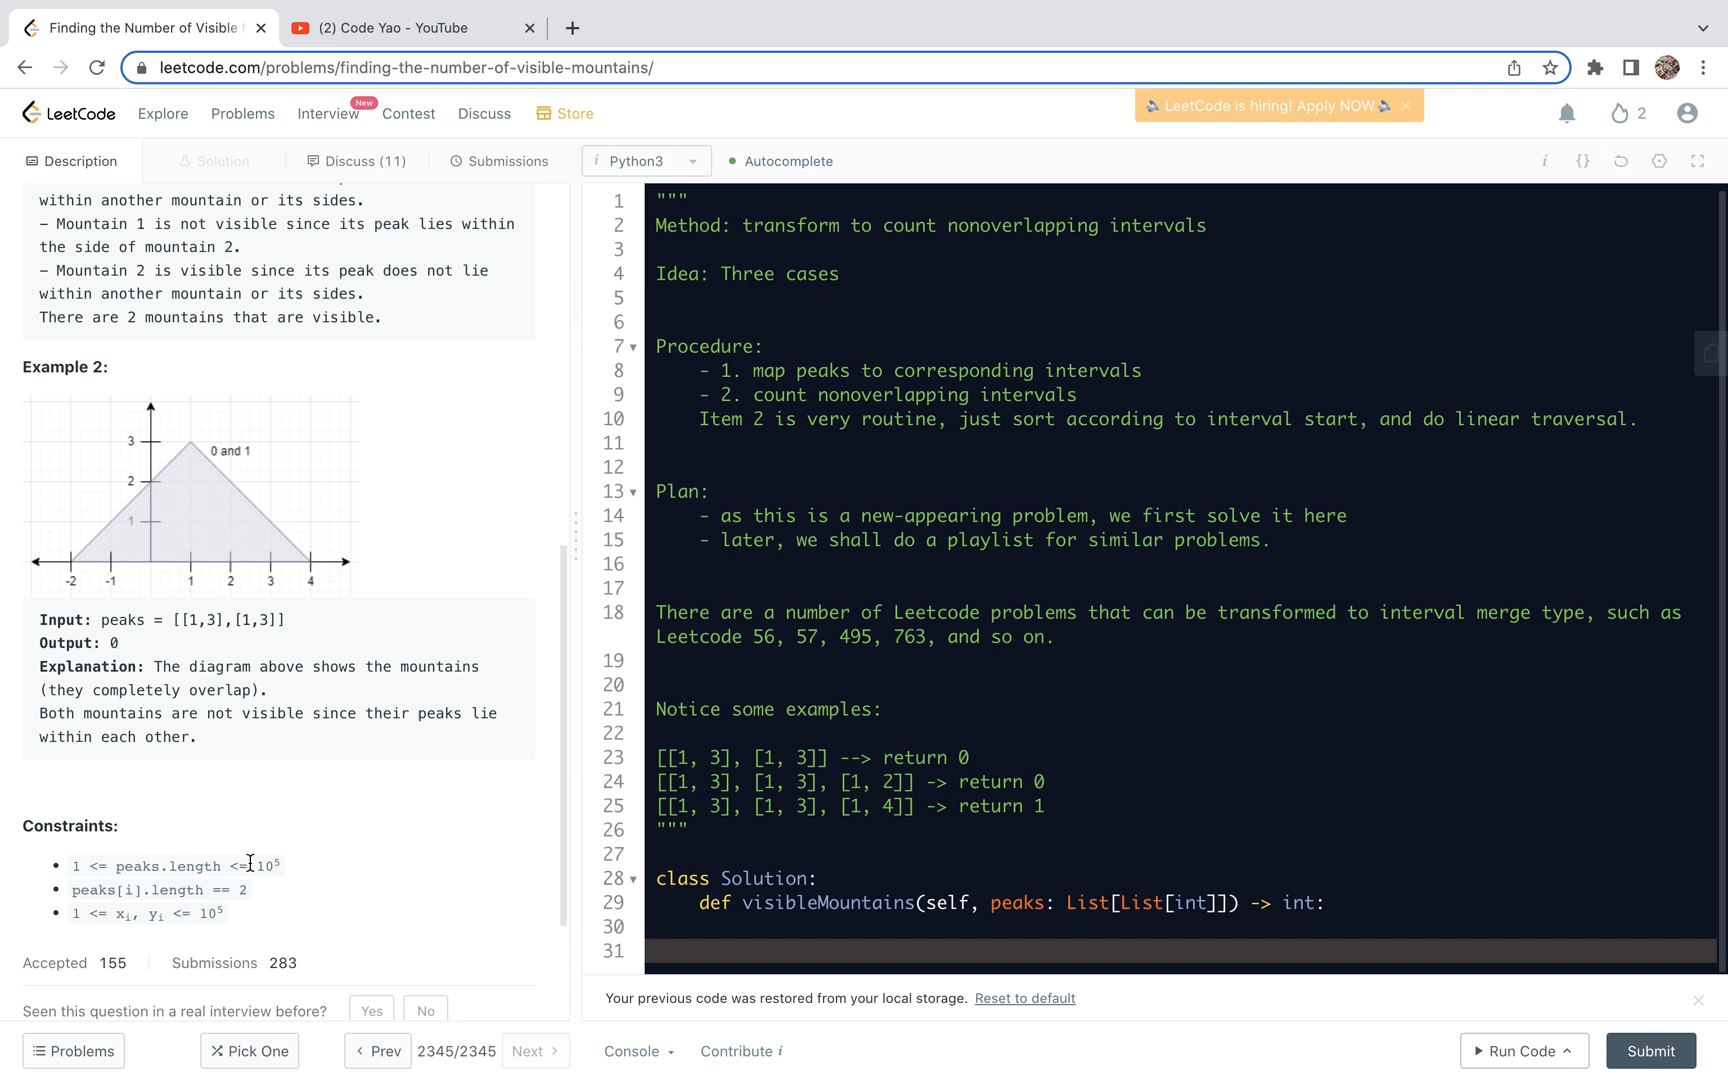 Finding the Number of Visible
(2) Code Yao - YouTube
leetcode.com/problems/finding-the-number-of-visible-mountains/
LeetCode
Explore
Problems
Interview
New
Contest
Discuss
Store
LeetCode is hiring! Apply NOW.
2
Description
Solution
Discuss (11)
Submissions
i Python3
Autocomplete
within another mountain or its sides.
- Mountain 1 is not visible since its peak lies within
the side of mountain 2.
- Mountain 2 is visible since its peak does not lie
within another mountain or its sides.
There are 2 mountains that are visible.
Example 2:
3
0 and 1
2
1
-2 -1 1 2 3 4
Input: peaks = [[1,3],[1,3]]
Output: 0
Explanation: The diagram above shows the mountains
(they completely overlap).
Both mountains are not visible since their peaks lie
within each other.
Constraints:
• 1 <= peaks.length <= 10⁵
• peaks[i].length == 2
• 1 <= xᵢ, yᵢ <= 10⁵
Accepted 155
Submissions 283
Seen this question in a real interview before?
Yes
No
1 """
2 Method: transform to count nonoverlapping intervals
3
4 Idea: Three cases
5
6
7 Procedure:
8 - 1. map peaks to corresponding intervals
9 - 2. count nonoverlapping intervals
10 Item 2 is very routine, just sort according to interval start, and do linear traversal.
11
12
13 Plan:
14 - as this is a new-appearing problem, we first solve it here
15 - later, we shall do a playlist for similar problems.
16
17
18 There are a number of Leetcode problems that can be transformed to interval merge type, such as
Leetcode 56, 57, 495, 763, and so on.
19
20
21 Notice some examples:
22
23 [[1, 3], [1, 3]] --> return 0
24 [[1, 3], [1, 3], [1, 2]] -> return 0
25 [[1, 3], [1, 3], [1, 4]] -> return 1
26 """
27
28 class Solution:
29 def visibleMountains(self, peaks: List[List[int]]) -> int:
30
31
Your previous code was restored from your local storage. Reset to default
Problems
Pick One
Prev
2345/2345
Next
Console
Contribute i
Run Code
Submit